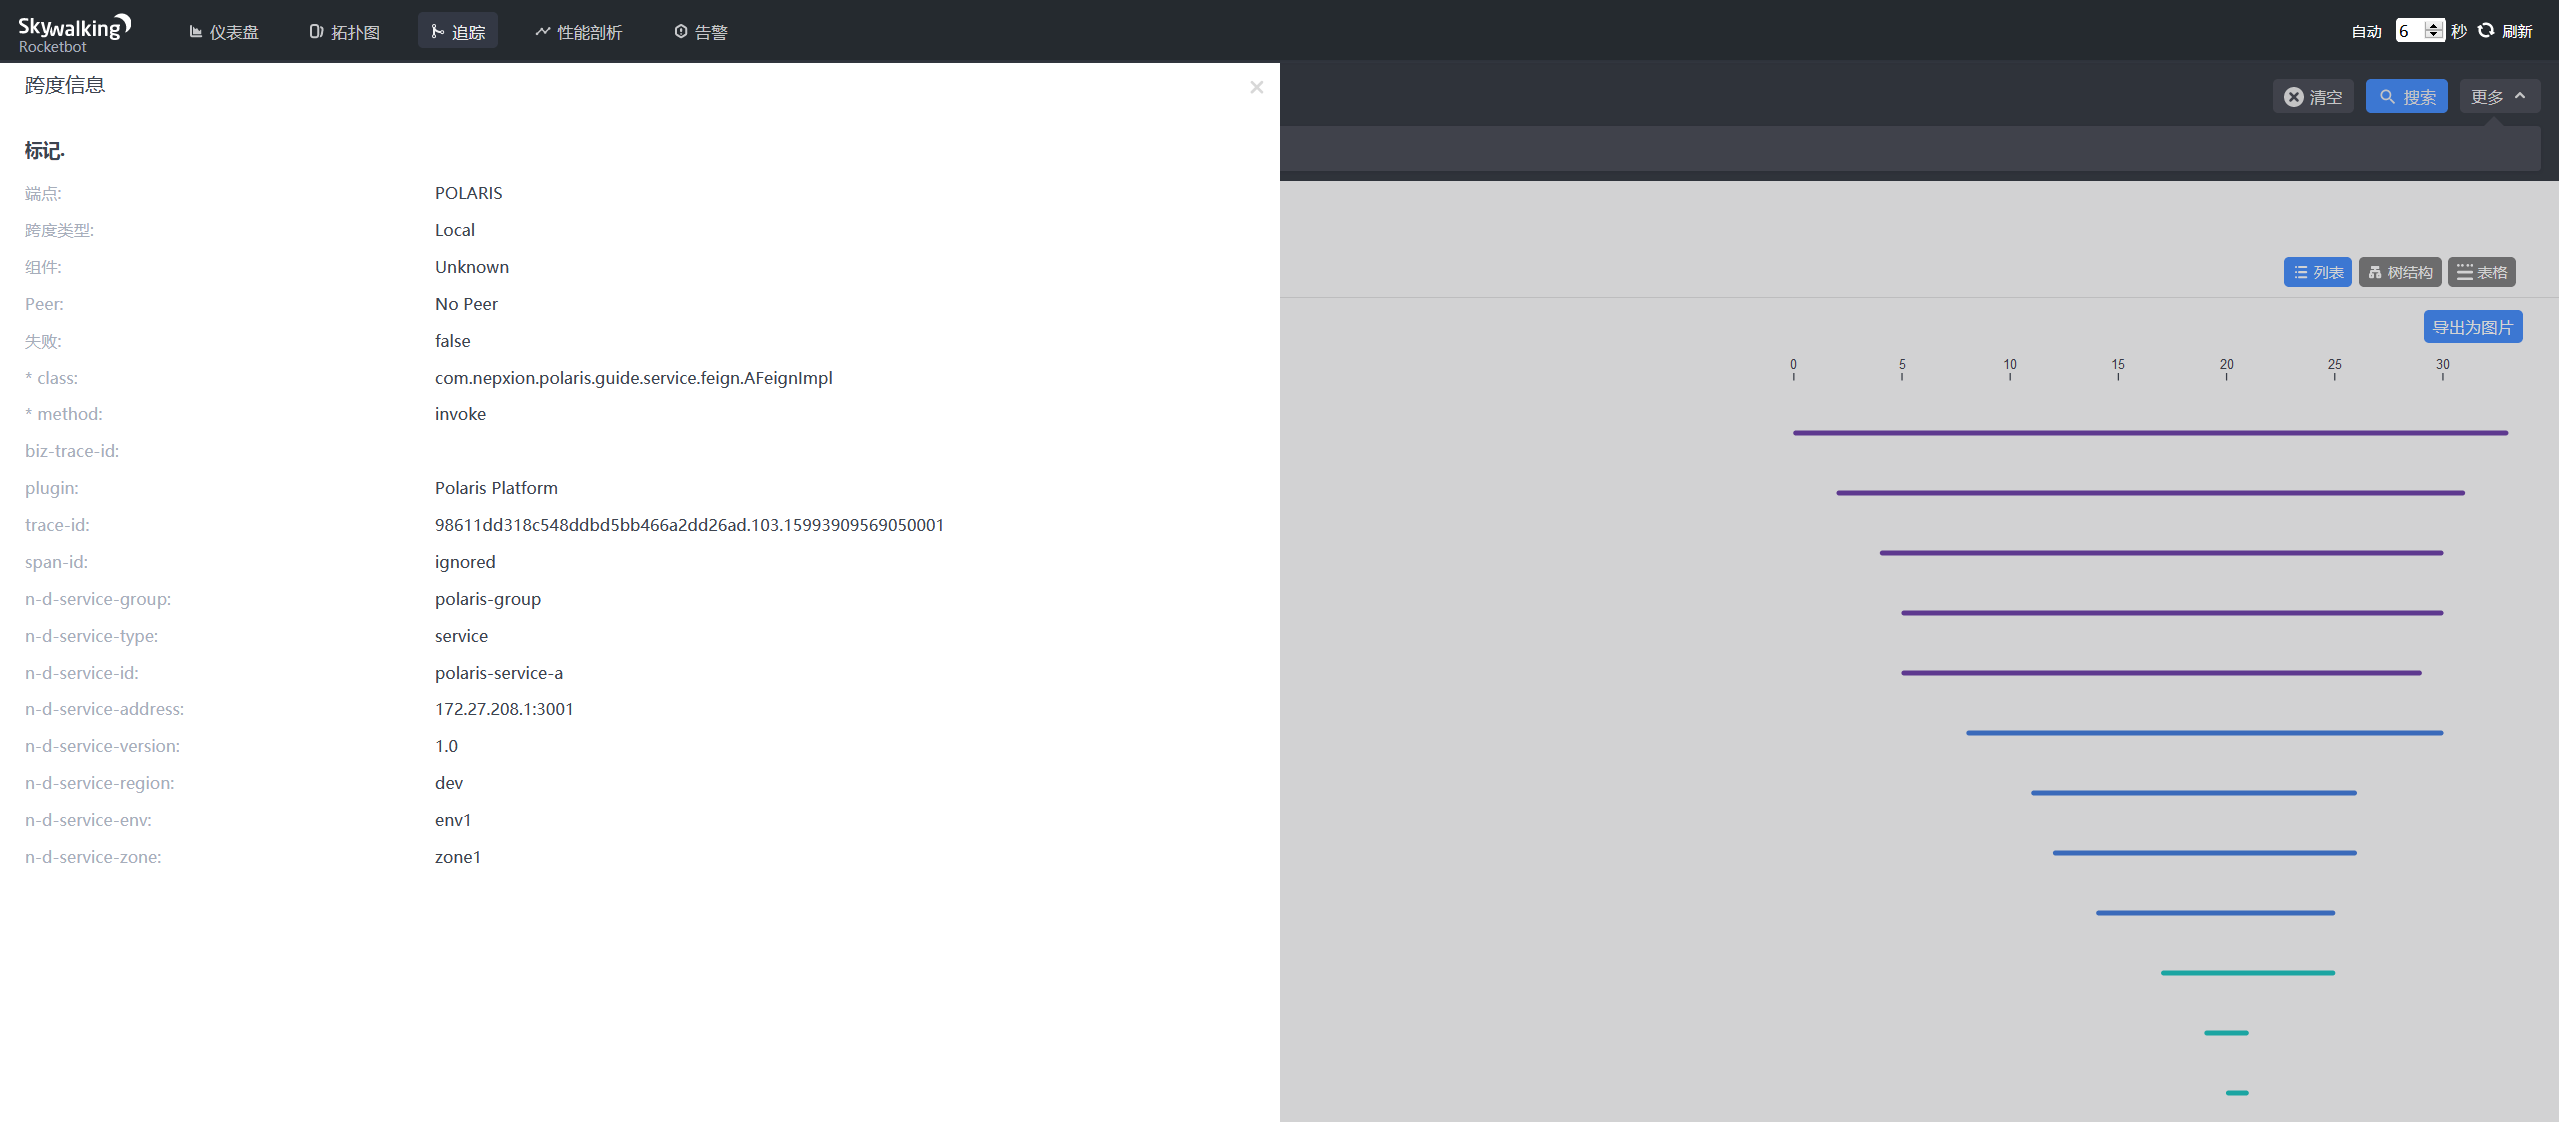 Skywalking
Rocketbot
仪表盘
拓扑图
追踪
性能剖析
告警
自动 6 秒 刷新
跨度信息
清空
搜索
更多
标记.
端点: POLARIS
跨度类型: Local
组件: Unknown
Peer: No Peer
失败: false
* class: com.nepxion.polaris.guide.service.feign.AFeignImpl
* method: invoke
biz-trace-id:
plugin: Polaris Platform
trace-id: 98611dd318c548ddbd5bb466a2dd26ad.103.15993909569050001
span-id: ignored
n-d-service-group: polaris-group
n-d-service-type: service
n-d-service-id: polaris-service-a
n-d-service-address: 172.27.208.1:3001
n-d-service-version: 1.0
n-d-service-region: dev
n-d-service-env: env1
n-d-service-zone: zone1
列表
树结构
表格
导出为图片
0 5 10 15 20 25 30